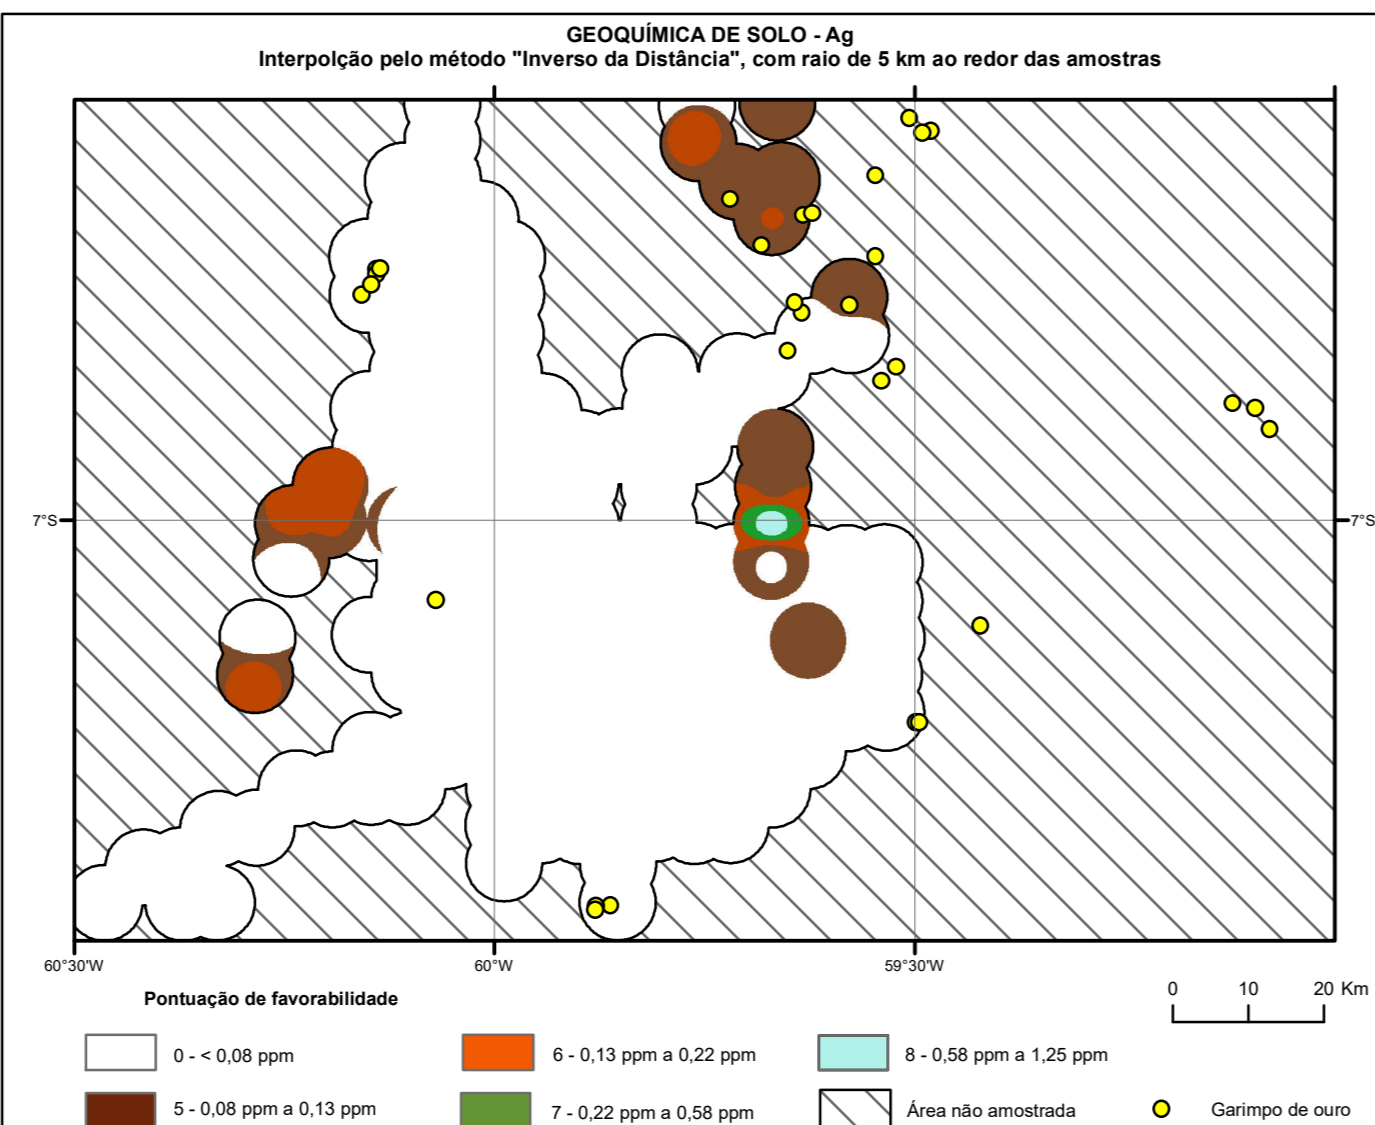 GEOQUÍMICA DE SOLO - Ag
Interpolção pelo método "Inverso da Distância", com raio de 5 km ao redor das amostras
7°S
7°S
60°30'W
60°W
59°30'W
Pontuação de favorabilidade
0 10 20 Km
0 - < 0,08 ppm
6 - 0,13 ppm a 0,22 ppm
8 - 0,58 ppm a 1,25 ppm
5 - 0,08 ppm a 0,13 ppm
7 - 0,22 ppm a 0,58 ppm
Área não amostrada
Garimpo de ouro